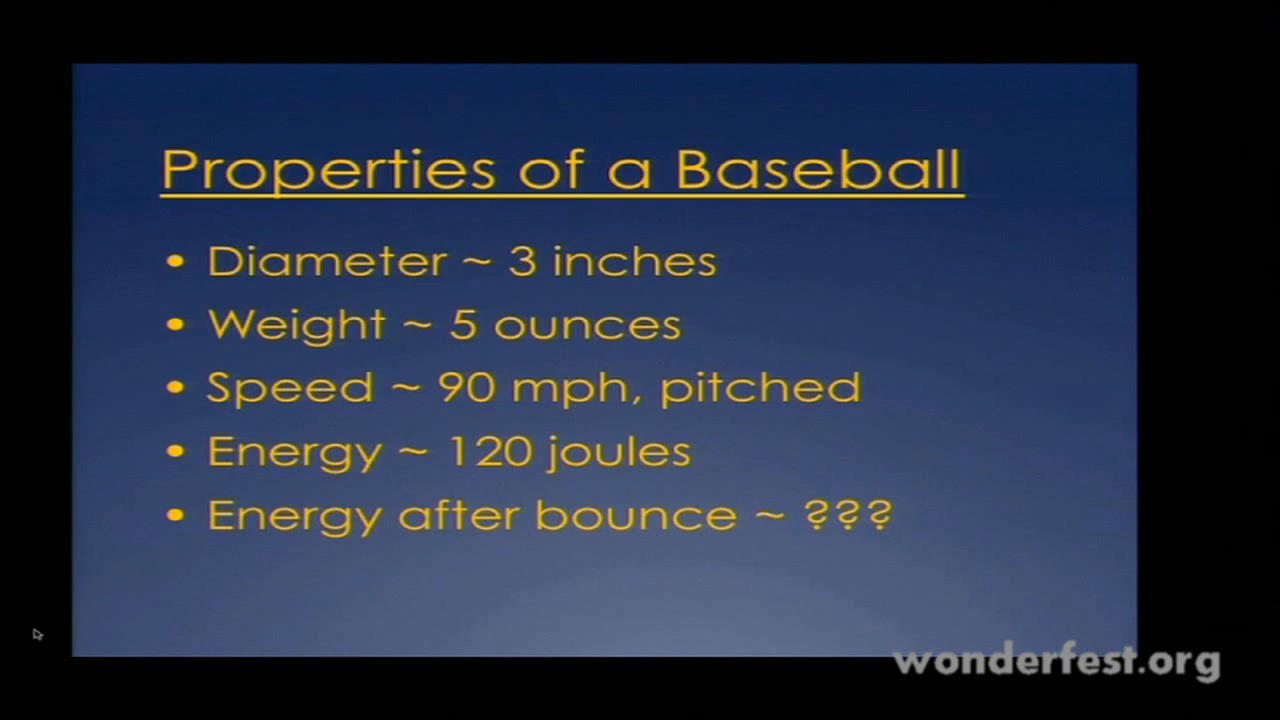 Properties of a Baseball
• Diameter ~ 3 inches
• Weight ~ 5 ounces
• Speed ~ 90 mph, pitched
• Energy ~ 120 joules
• Energy after bounce ~ ???
wonderfest.org